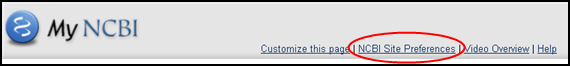 My NCBI
Customize this page | NCBI Site Preferences | Video Overview | Help